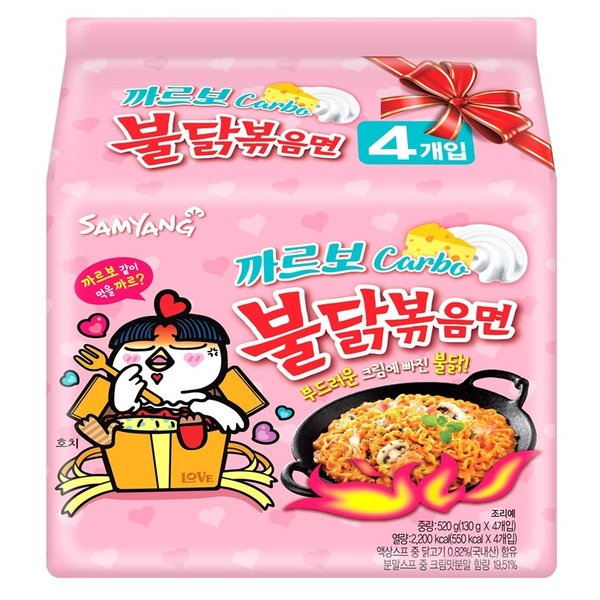 까르보 Carbo
불닭볶음면
4개입
SAMYANG
까르보 Carbo
불닭볶음면
까르보 같이
먹을까르?
부드러운 크림에 빠진 불닭!
호치
LOVE
조리예
중량:520g(130g X 4개입)
열량:2,200 kcal(550 kcal X 4개입)
액상스프 중 닭고기 0.82%(국내산) 함유
분말스프 중 크림맛분말 함량 19.51%